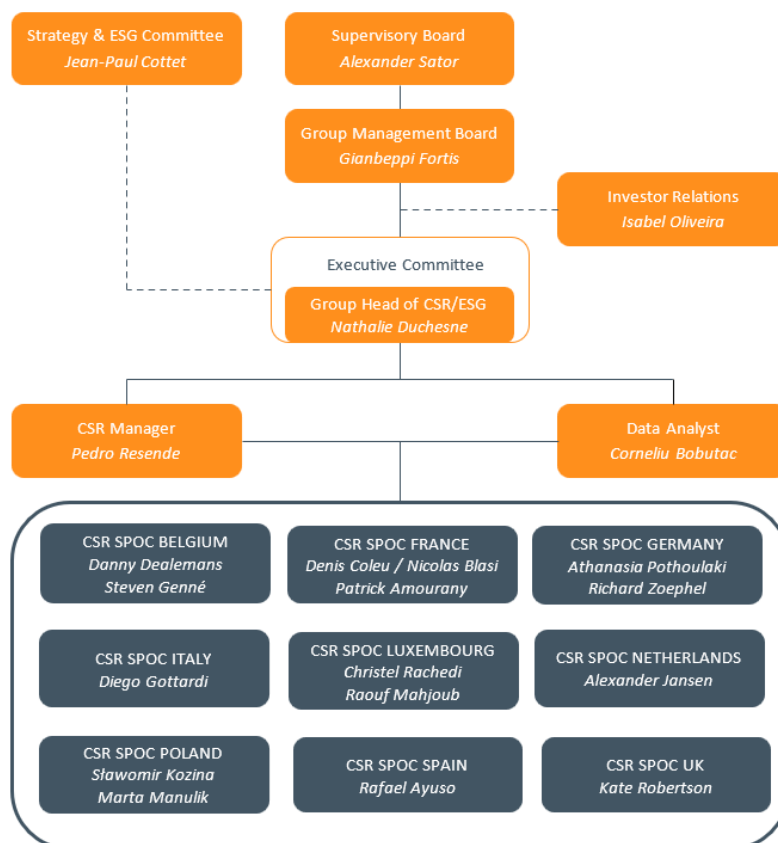 Strategy & ESG Committee
Jean-Paul Cottet
Supervisory Board
Alexander Sator
Group Management Board
Gianbeppi Fortis
Investor Relations
Isabel Oliveira
Executive Committee
Group Head of CSR/ESG
Nathalie Duchesne
CSR Manager
Pedro Resende
Data Analyst
Corneliu Bobutac
CSR SPOC BELGIUM
Danny Dealemans
Steven Genné
CSR SPOC FRANCE
Denis Coleu / Nicolas Blasi
Patrick Amourany
CSR SPOC GERMANY
Athanasia Pothoulaki
Richard Zoephel
CSR SPOC ITALY
Diego Gottardi
CSR SPOC LUXEMBOURG
Christel Rachedi
Raouf Mahjoub
CSR SPOC NETHERLANDS
Alexander Jansen
CSR SPOC POLAND
Sławomir Kozina
Marta Manulik
CSR SPOC SPAIN
Rafael Ayuso
CSR SPOC UK
Kate Robertson